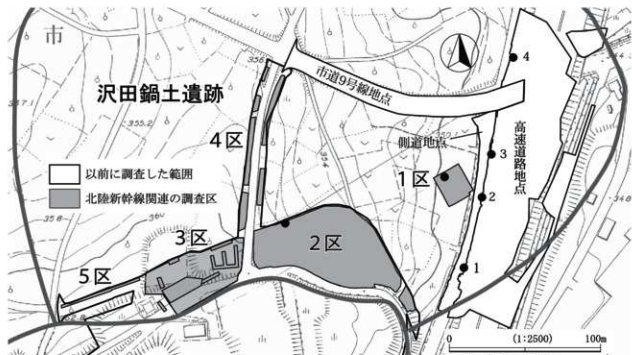 市
沢田鍋土遺跡
以前に調査した範囲
北陸新幹線関連の調査区
市道9号線地点
側道地点
高速道路地点
1区
2区
3区
4区
5区
4
3
2
1
355.2
354
0 (1:2500) 100m